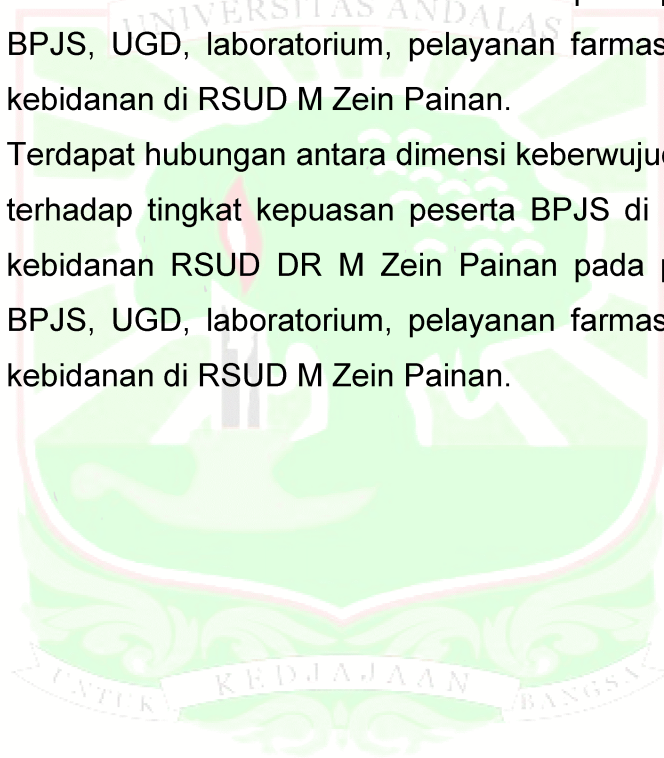 UNIVERSITAS ANDALAS
BPJS, UGD, laboratorium, pelayanan farmas
kebidanan di RSUD M Zein Painan.
Terdapat hubungan antara dimensi keberwujud
terhadap tingkat kepuasan peserta BPJS di
kebidanan RSUD DR M Zein Painan pada
BPJS, UGD, laboratorium, pelayanan farmas
kebidanan di RSUD M Zein Painan.
UNTUK KEDJAJAAN BANGSA